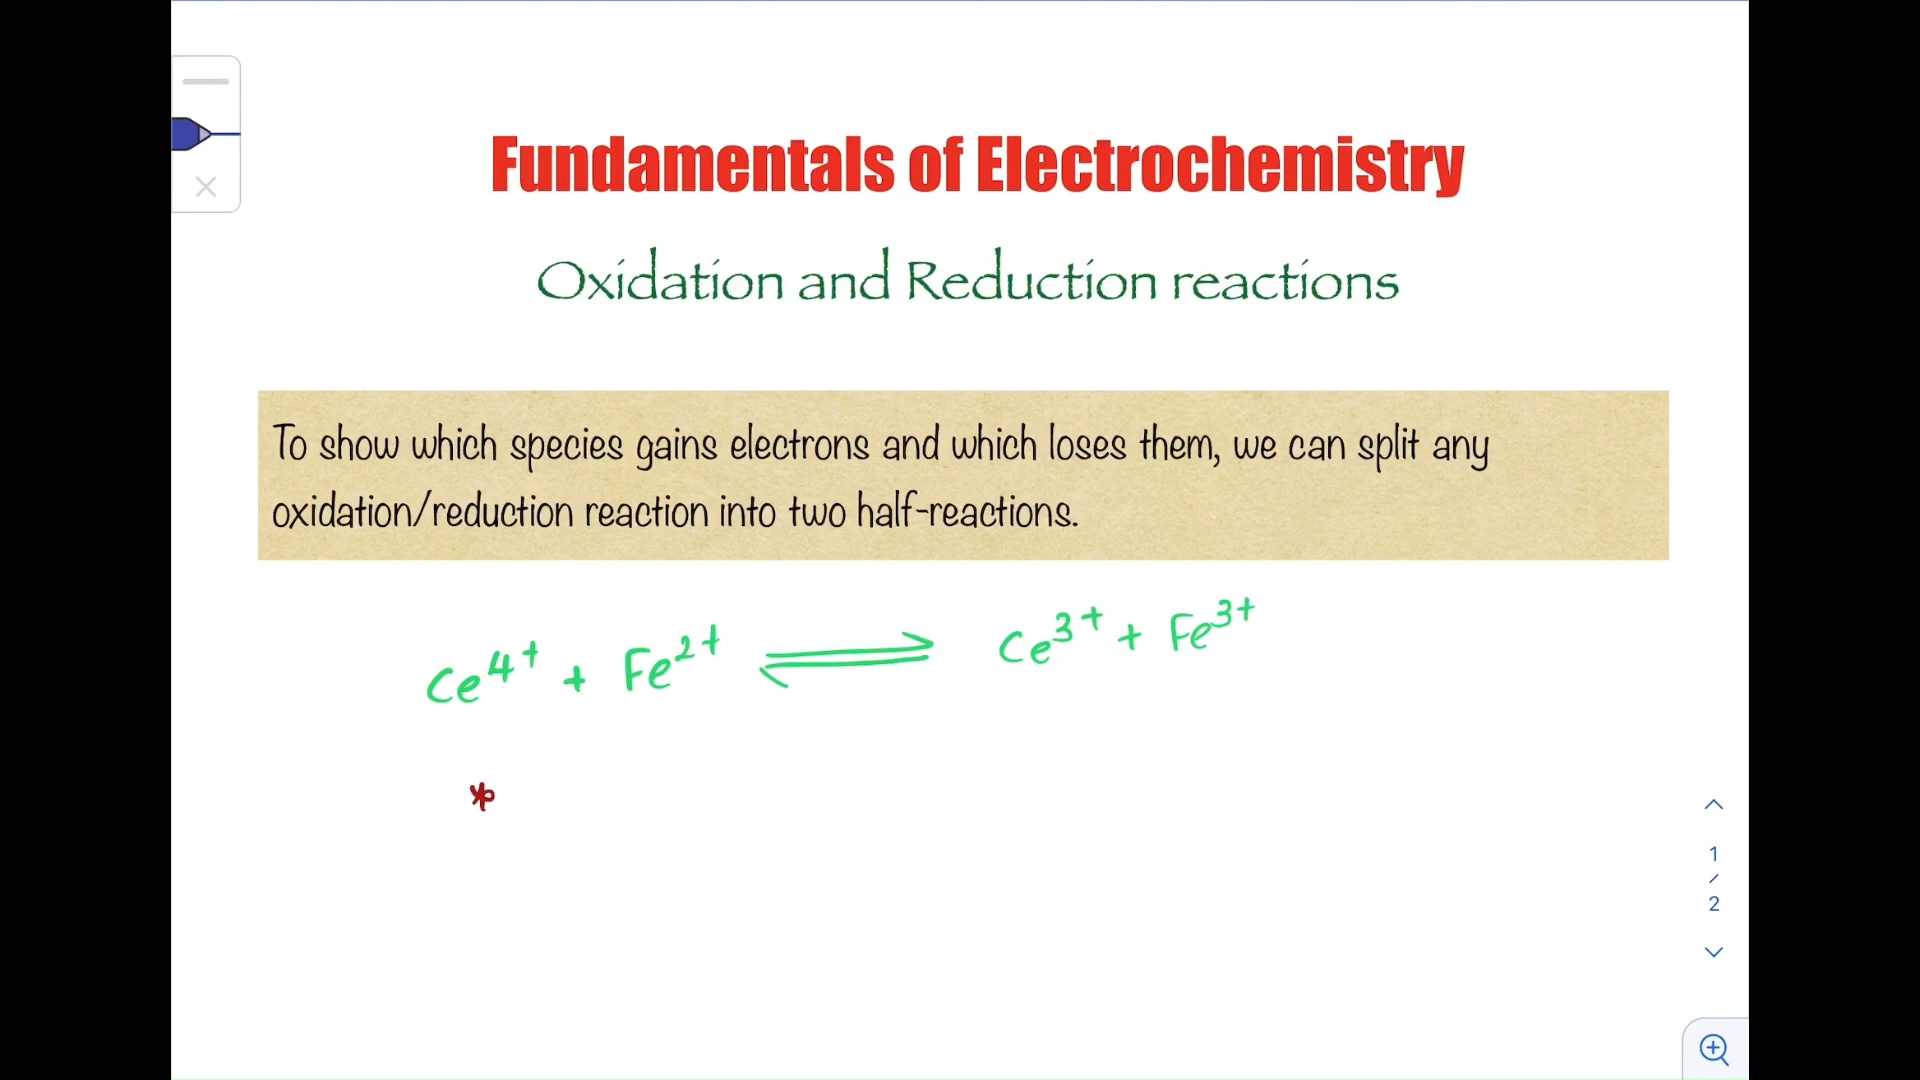 Fundamentals of Electrochemistry
Oxidation and Reduction reactions
To show which species gains electrons and which loses them, we can split any
oxidation/reduction reaction into two half-reactions.
Ce⁴⁺ + Fe²⁺ ⇌ Ce³⁺ + Fe³⁺
*
1
/
2